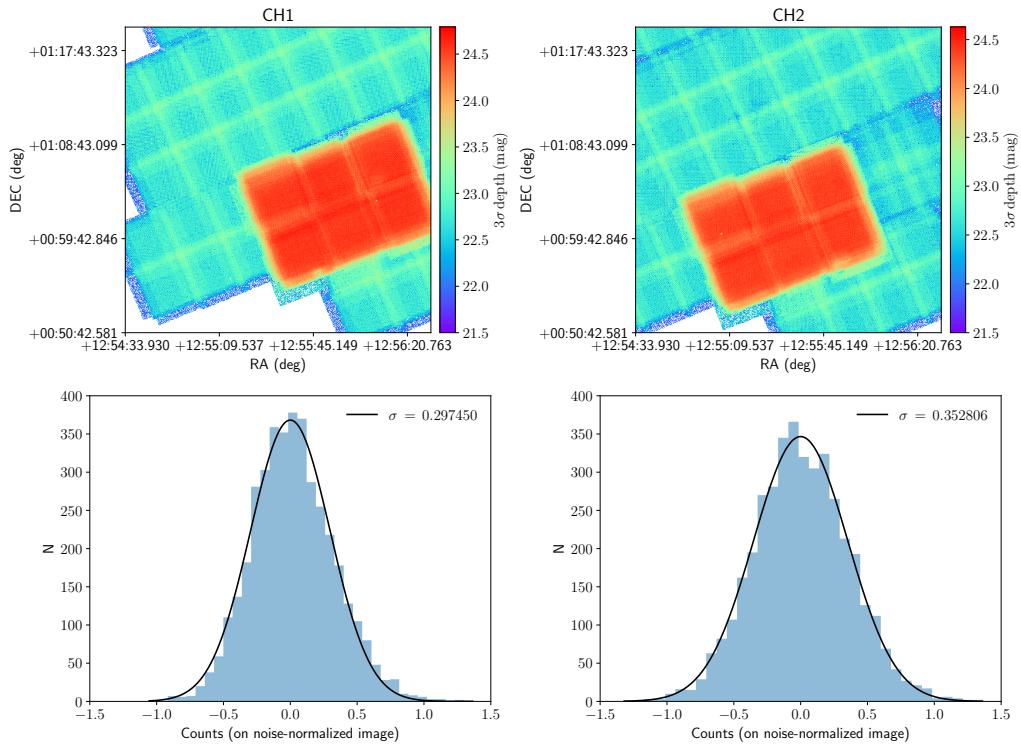 CH1
CH2
+01:17:43.323
+01:08:43.099
+00:59:42.846
+00:50:42.581
DEC (deg)
+12:54:33.930 +12:55:09.537 +12:55:45.149 +12:56:20.763
RA (deg)
24.5
24.0
23.5
23.0
22.5
22.0
21.5
3σ depth (mag)
+01:17:43.323
+01:08:43.099
+00:59:42.846
+00:50:42.581
DEC (deg)
+12:54:33.930 +12:55:09.537 +12:55:45.149 +12:56:20.763
RA (deg)
24.5
24.0
23.5
23.0
22.5
22.0
21.5
3σ depth (mag)
400
350
300
250
200
150
100
50
0
N
σ = 0.297450
−1.5 −1.0 −0.5 0.0 0.5 1.0 1.5
Counts (on noise-normalized image)
400
350
300
250
200
150
100
50
0
N
σ = 0.352806
−1.5 −1.0 −0.5 0.0 0.5 1.0 1.5
Counts (on noise-normalized image)